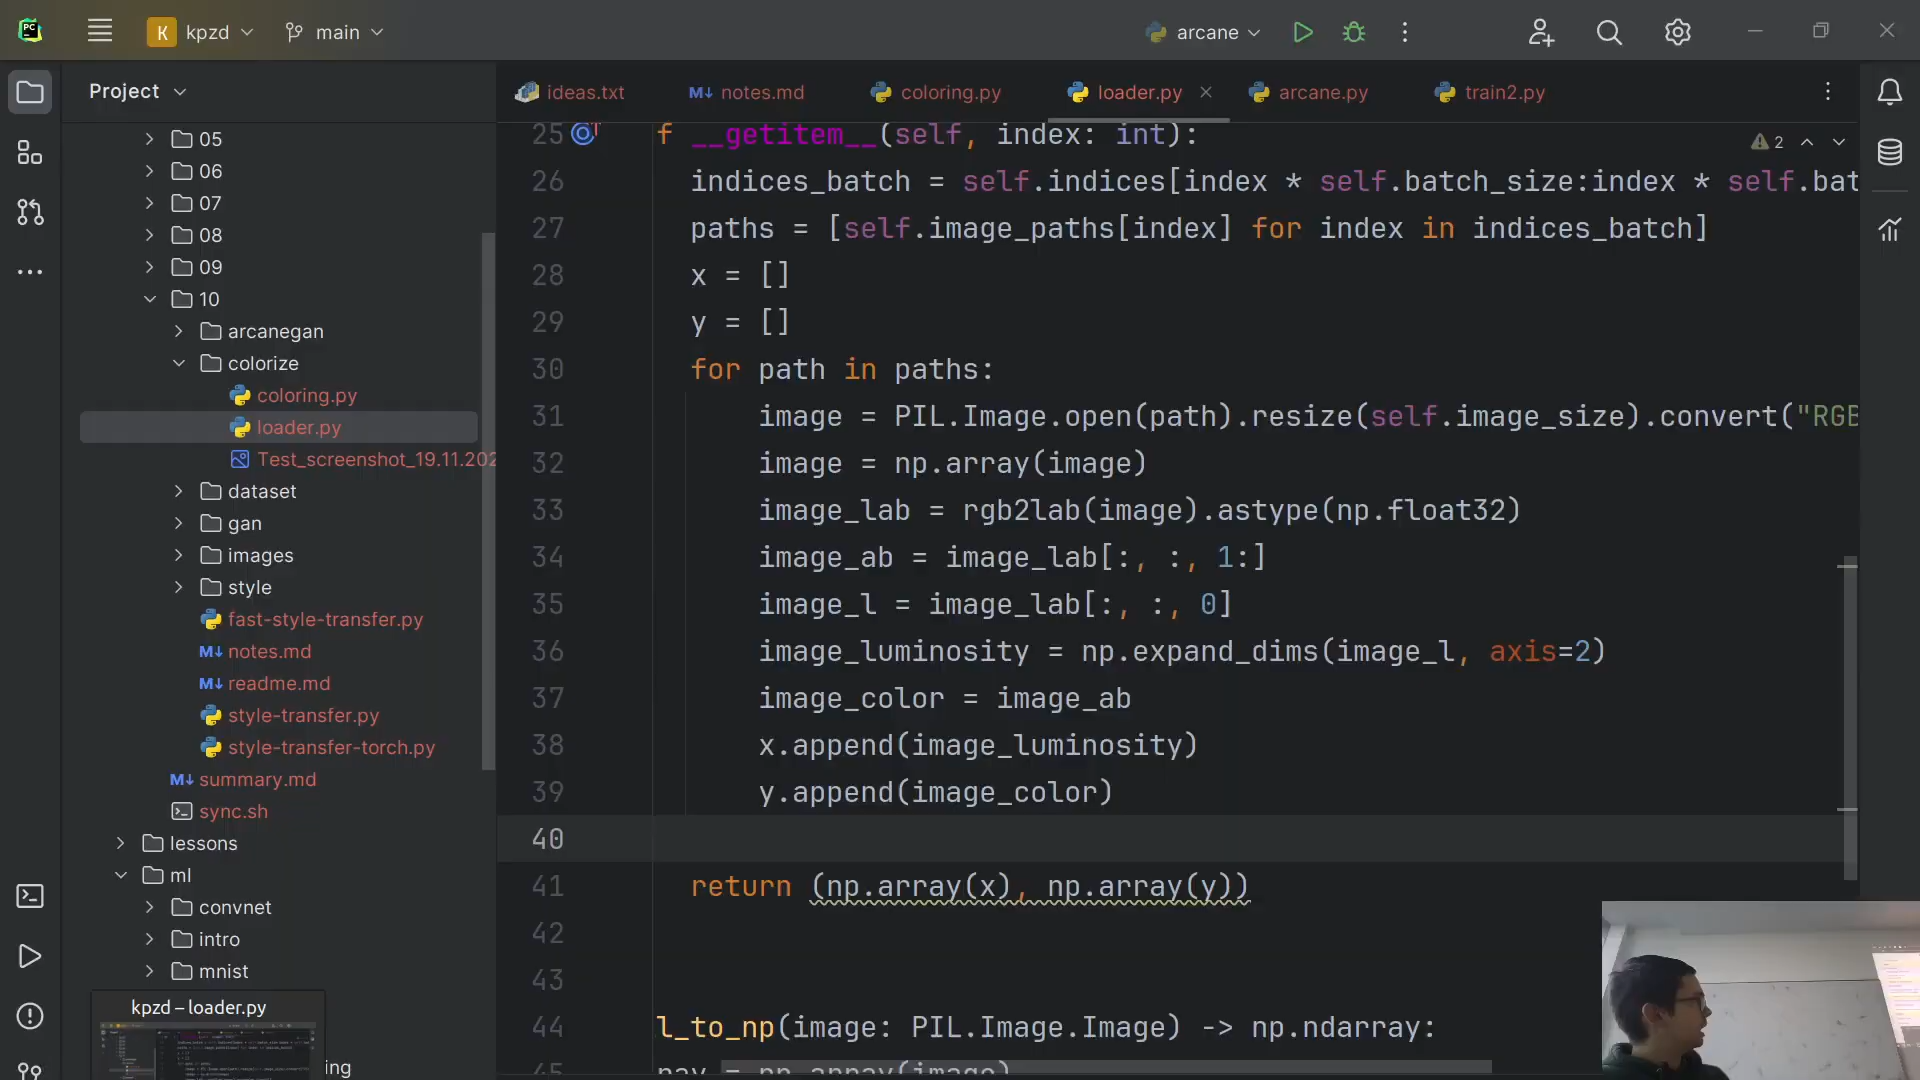 PC
K
kpzd
main
arcane
Project
ideas.txt
M↓ notes.md
coloring.py
loader.py
arcane.py
train2.py
05
06
07
08
09
10
arcanegan
colorize
coloring.py
loader.py
Test_screenshot_19.11.202
dataset
gan
images
style
fast-style-transfer.py
M↓ notes.md
M↓ readme.md
style-transfer.py
style-transfer-torch.py
M↓ summary.md
sync.sh
lessons
ml
convnet
intro
mnist
kpzd – loader.py
ing
2
25 f __getitem__(self, index: int):
26 indices_batch = self.indices[index * self.batch_size:index * self.bat
27 paths = [self.image_paths[index] for index in indices_batch]
28 x = []
29 y = []
30 for path in paths:
31 image = PIL.Image.open(path).resize(self.image_size).convert("RGB
32 image = np.array(image)
33 image_lab = rgb2lab(image).astype(np.float32)
34 image_ab = image_lab[:, :, 1:]
35 image_l = image_lab[:, :, 0]
36 image_luminosity = np.expand_dims(image_l, axis=2)
37 image_color = image_ab
38 x.append(image_luminosity)
39 y.append(image_color)
40
41 return (np.array(x), np.array(y))
42
43
44 l_to_np(image: PIL.Image.Image) -> np.ndarray:
45 ray = np.array(image)